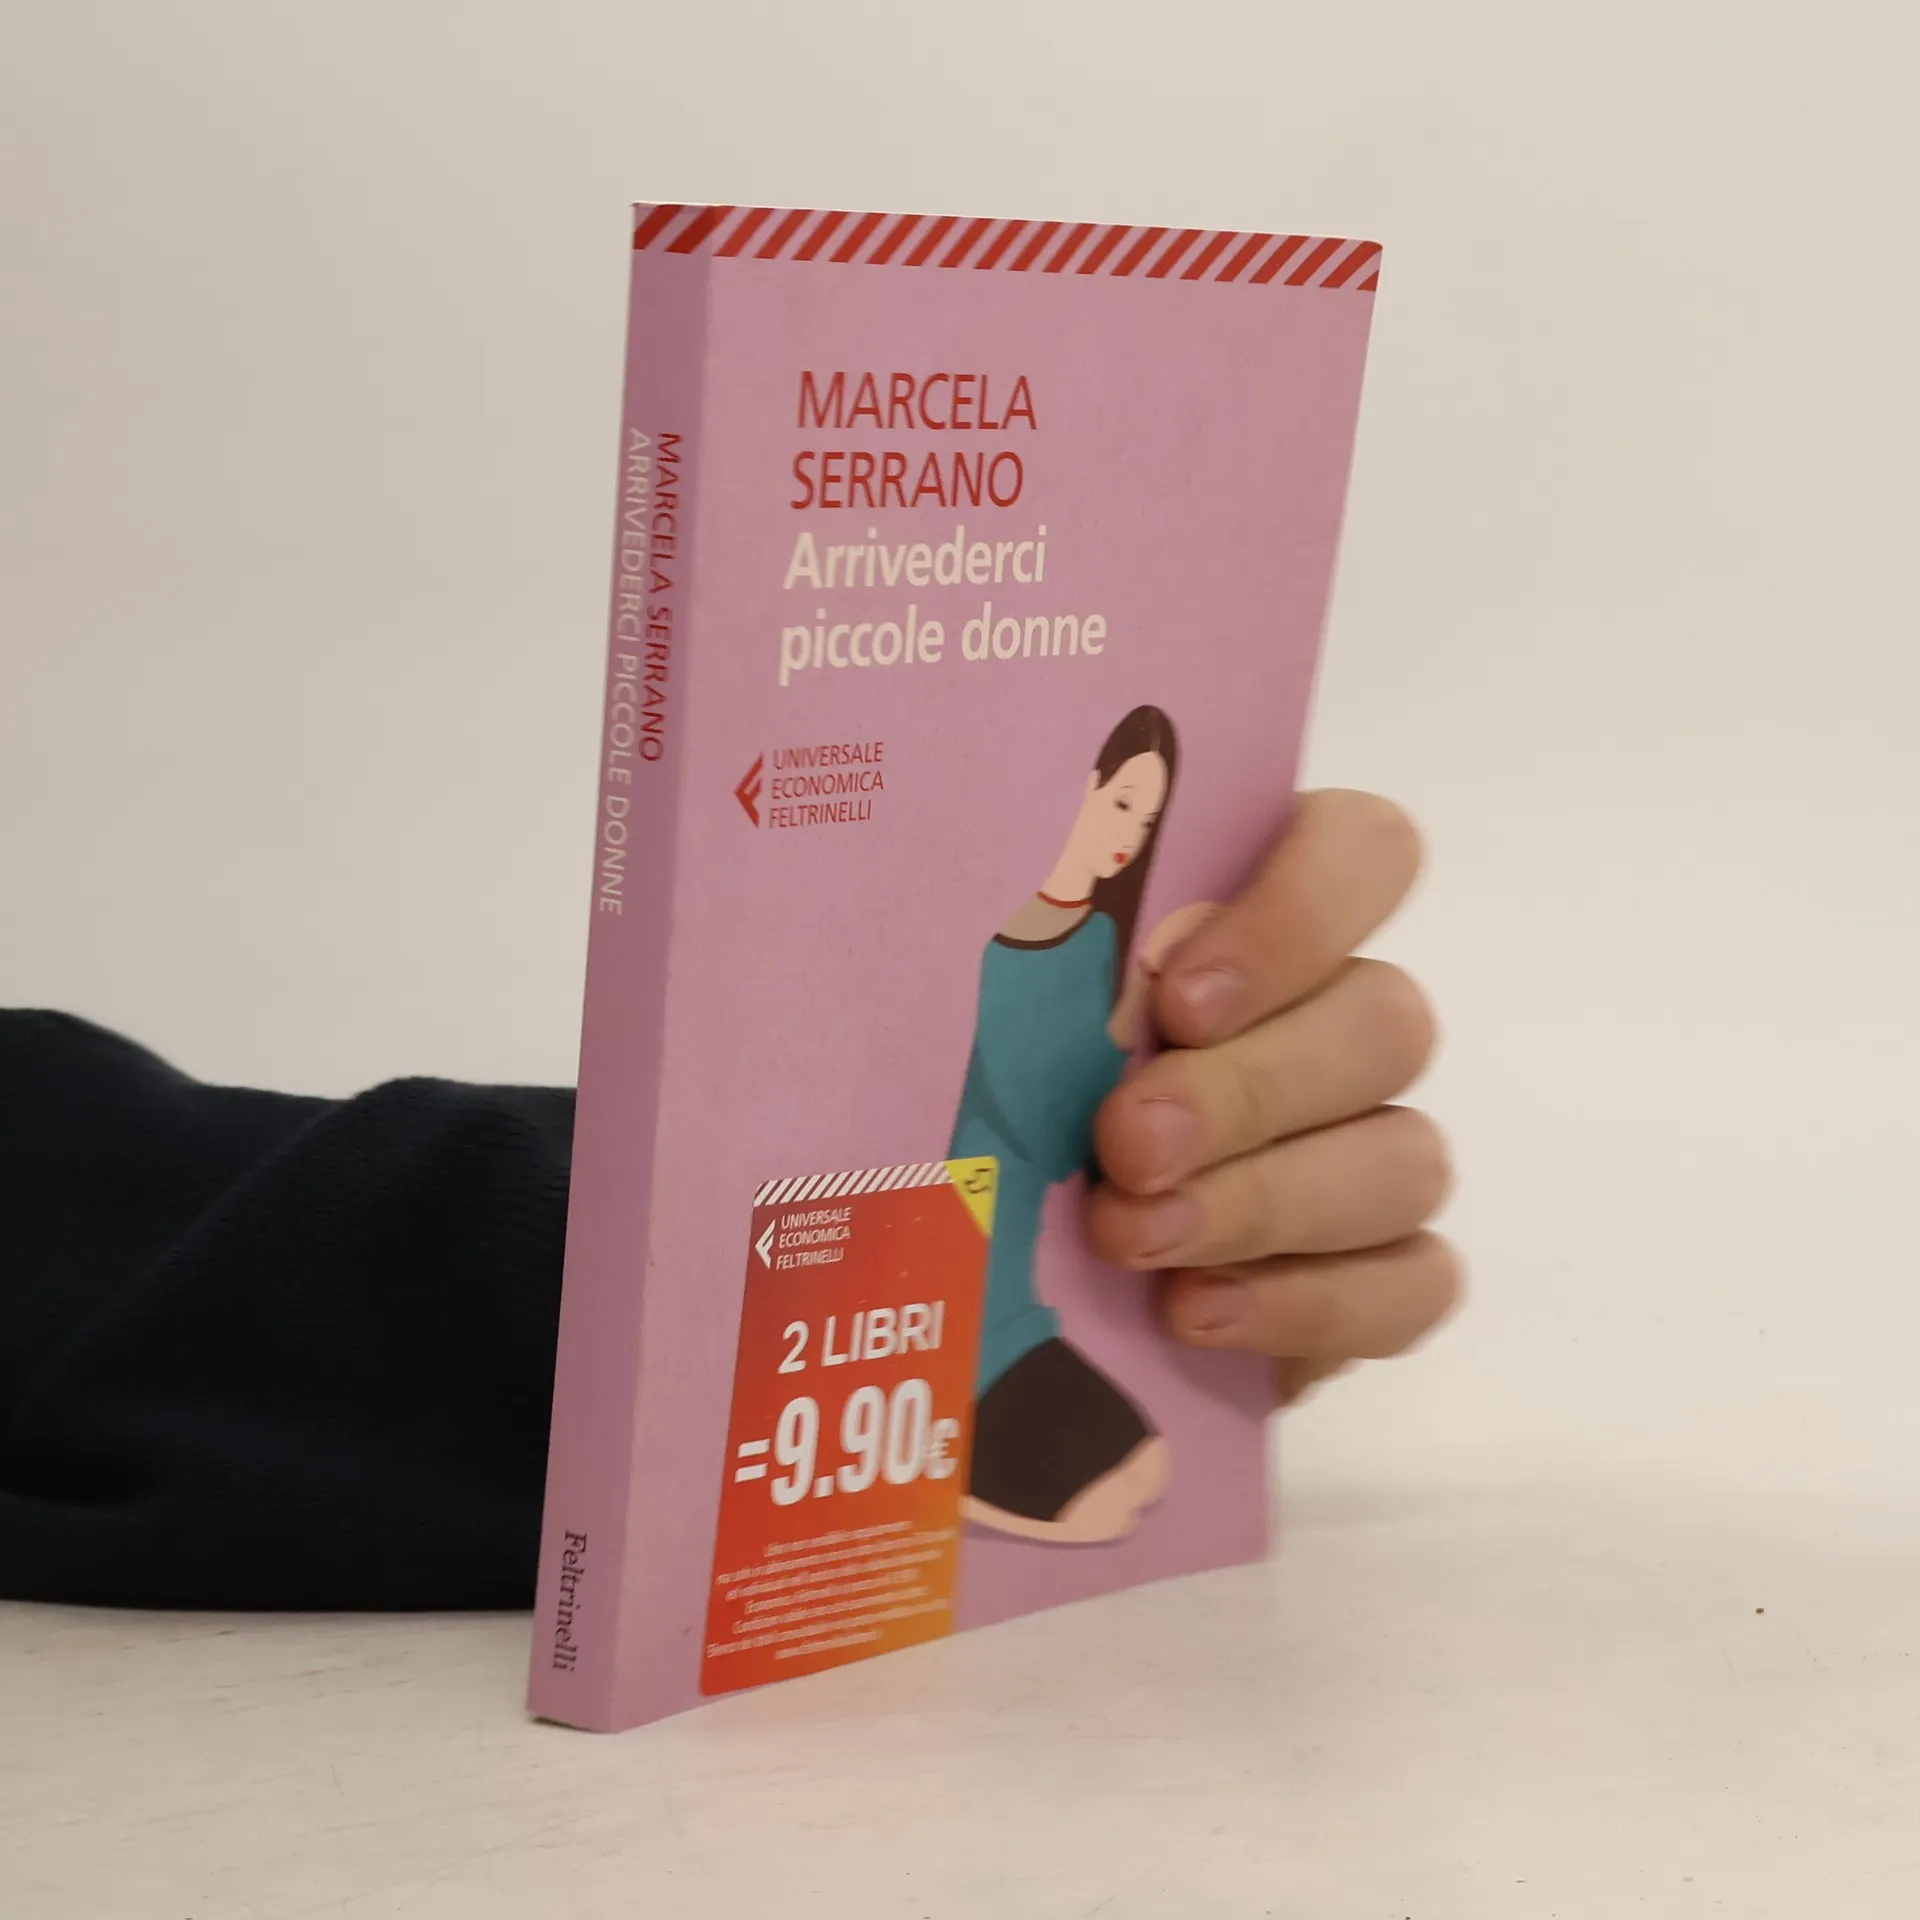 MARCELA
SERRANO
Arrivederci
piccole donne
UNIVERSALE
ECONOMICA
FELTRINELLI
MARCELA SERRANO
ARRIVEDERCI PICCOLE DONNE
Feltrinelli
UNIVERSALE
ECONOMICA
FELTRINELLI
2 LIBRI
=9.90€